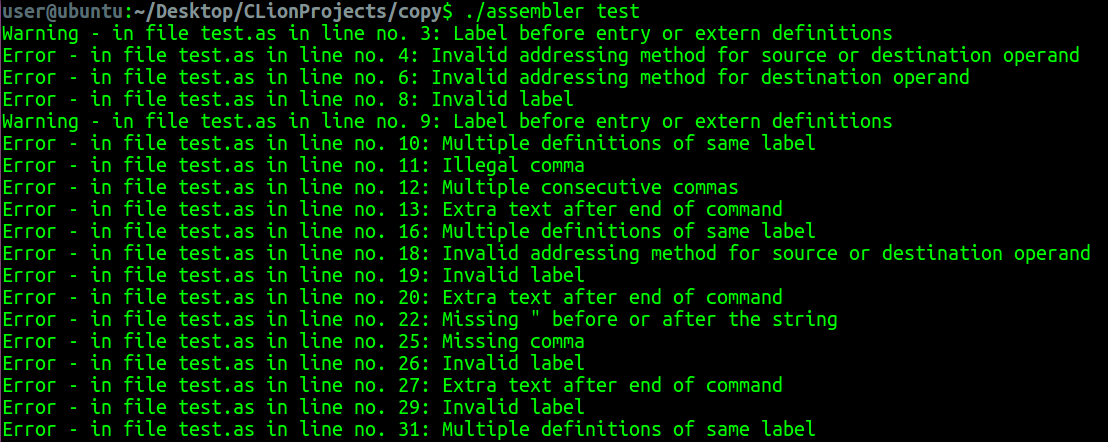 user@ubuntu:~/Desktop/CLionProjects/copy$ ./assembler test
Warning - in file test.as in line no. 3: Label before entry or extern definitions
Error - in file test.as in line no. 4: Invalid addressing method for source or destination operand
Error - in file test.as in line no. 6: Invalid addressing method for destination operand
Error - in file test.as in line no. 8: Invalid label
Warning - in file test.as in line no. 9: Label before entry or extern definitions
Error - in file test.as in line no. 10: Multiple definitions of same label
Error - in file test.as in line no. 11: Illegal comma
Error - in file test.as in line no. 12: Multiple consecutive commas
Error - in file test.as in line no. 13: Extra text after end of command
Error - in file test.as in line no. 16: Multiple definitions of same label
Error - in file test.as in line no. 18: Invalid addressing method for source or destination operand
Error - in file test.as in line no. 19: Invalid label
Error - in file test.as in line no. 20: Extra text after end of command
Error - in file test.as in line no. 22: Missing " before or after the string
Error - in file test.as in line no. 25: Missing comma
Error - in file test.as in line no. 26: Invalid label
Error - in file test.as in line no. 27: Extra text after end of command
Error - in file test.as in line no. 29: Invalid label
Error - in file test.as in line no. 31: Multiple definitions of same label